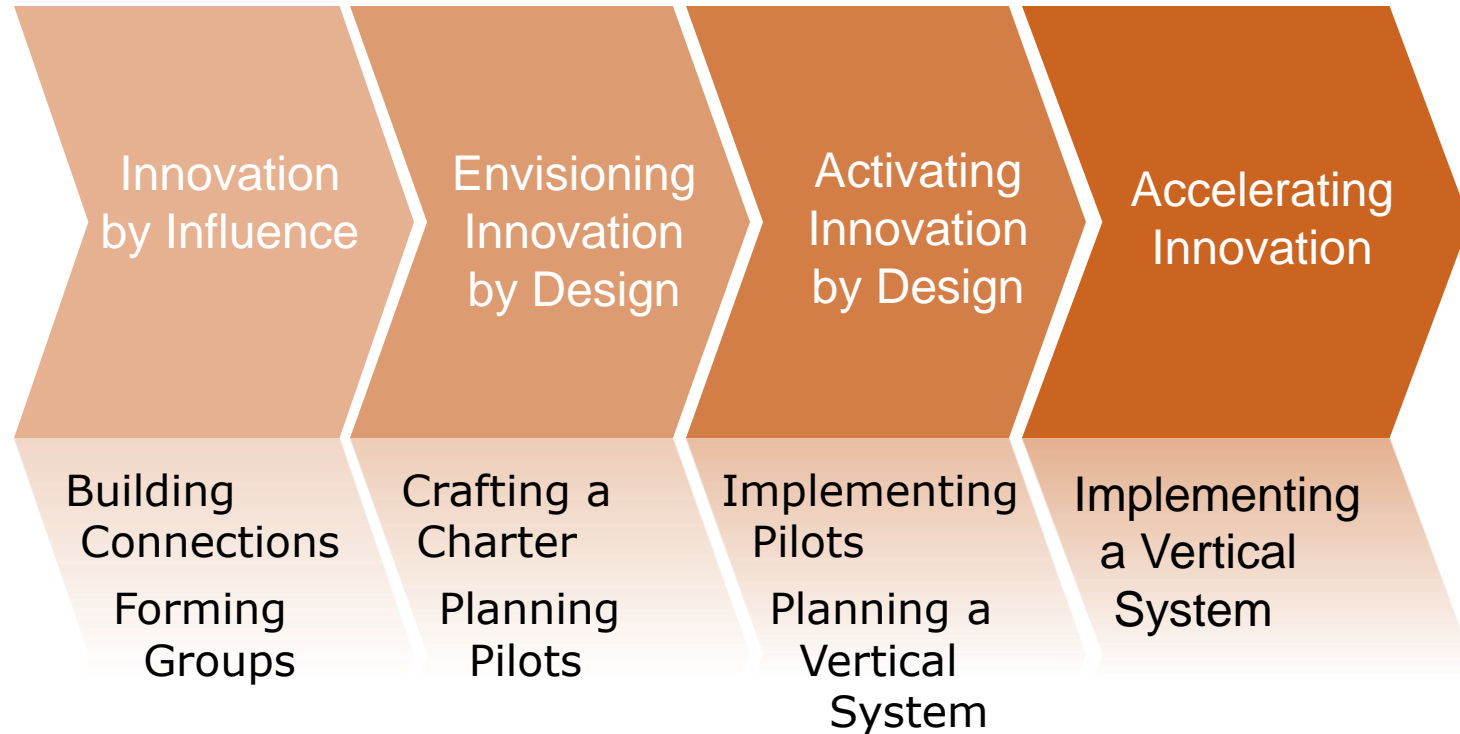 Innovation
by Influence
Envisioning
Innovation
by Design
Activating
Innovation
by Design
Accelerating
Innovation
Building
Connections
Forming
Groups
Crafting a
Charter
Planning
Pilots
Implementing
Pilots
Planning a
Vertical
System
Implementing
a Vertical
System